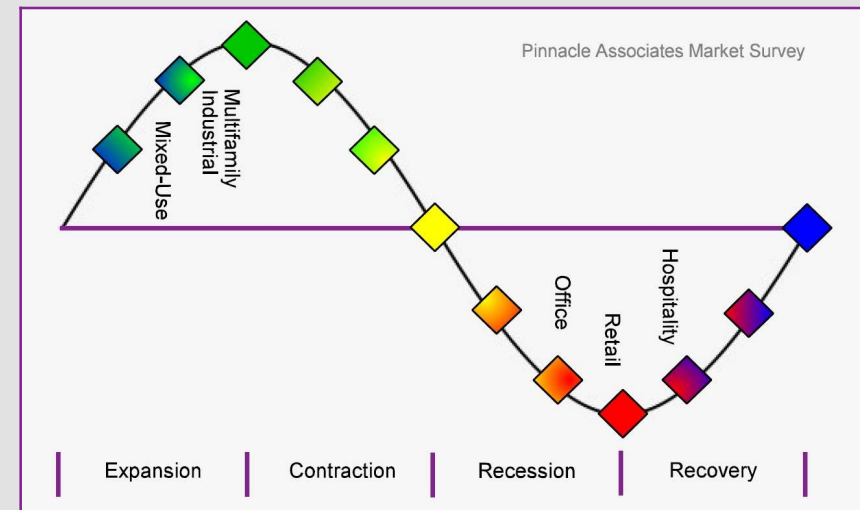 Pinnacle Associates Market Survey
Mixed-Use
Multifamily
Industrial
Office
Retail
Hospitality
Expansion
Contraction
Recession
Recovery